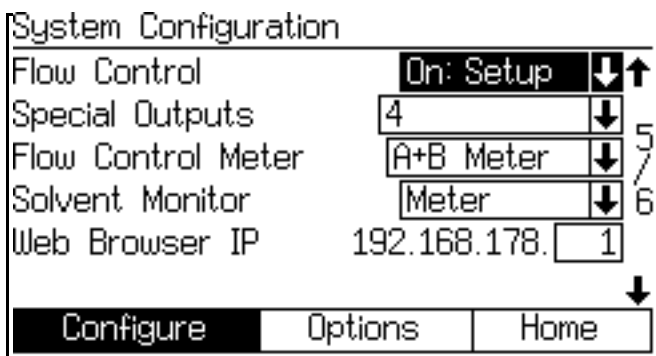 System Configuration
Flow Control On: Setup
Special Outputs 4
Flow Control Meter A+B Meter
Solvent Monitor Meter
Web Browser IP 192.168.178. 1
5/6
Configure Options Home